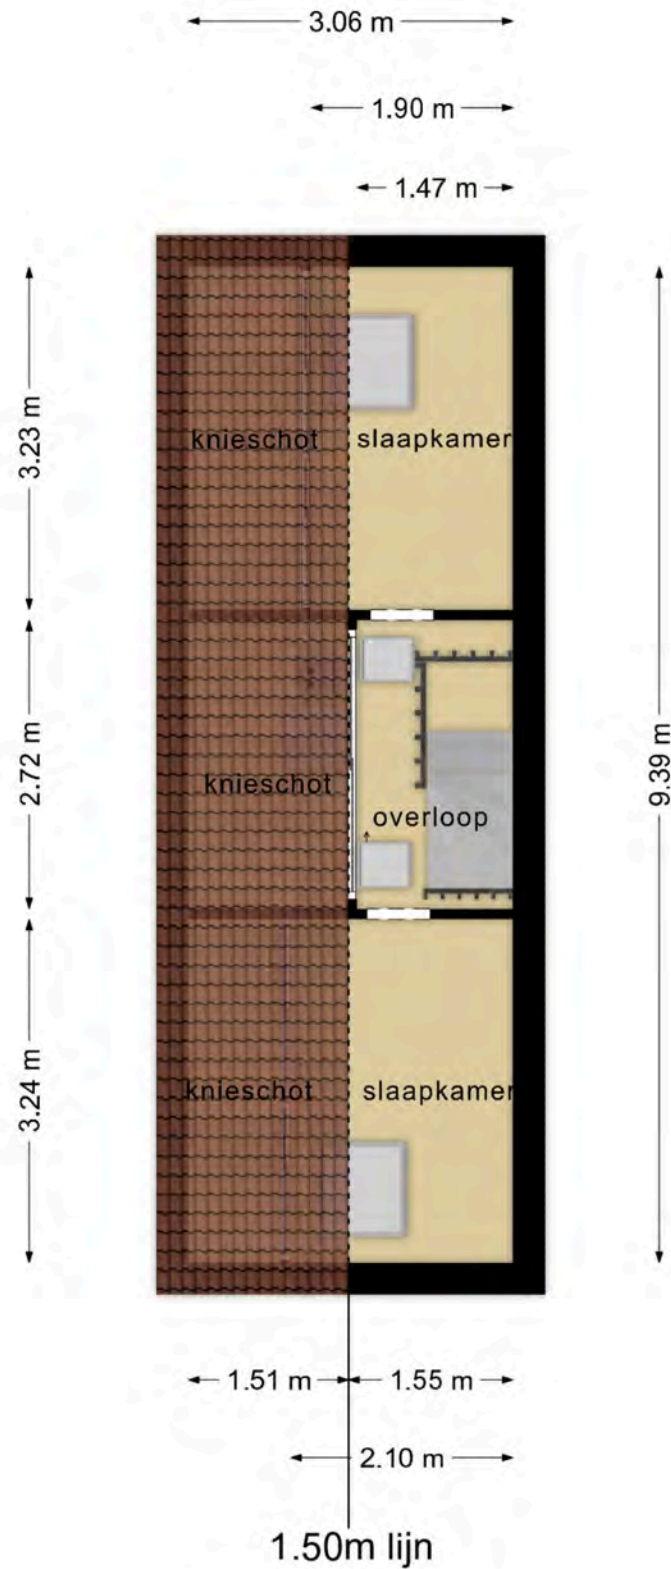 3.06 m
1.90 m
1.47 m
3.23 m
knieschot
slaapkamer
2.72 m
knieschot
overloop
9.39 m
3.24 m
knieschot
slaapkamer
1.51 m
1.55 m
2.10 m
1.50m lijn